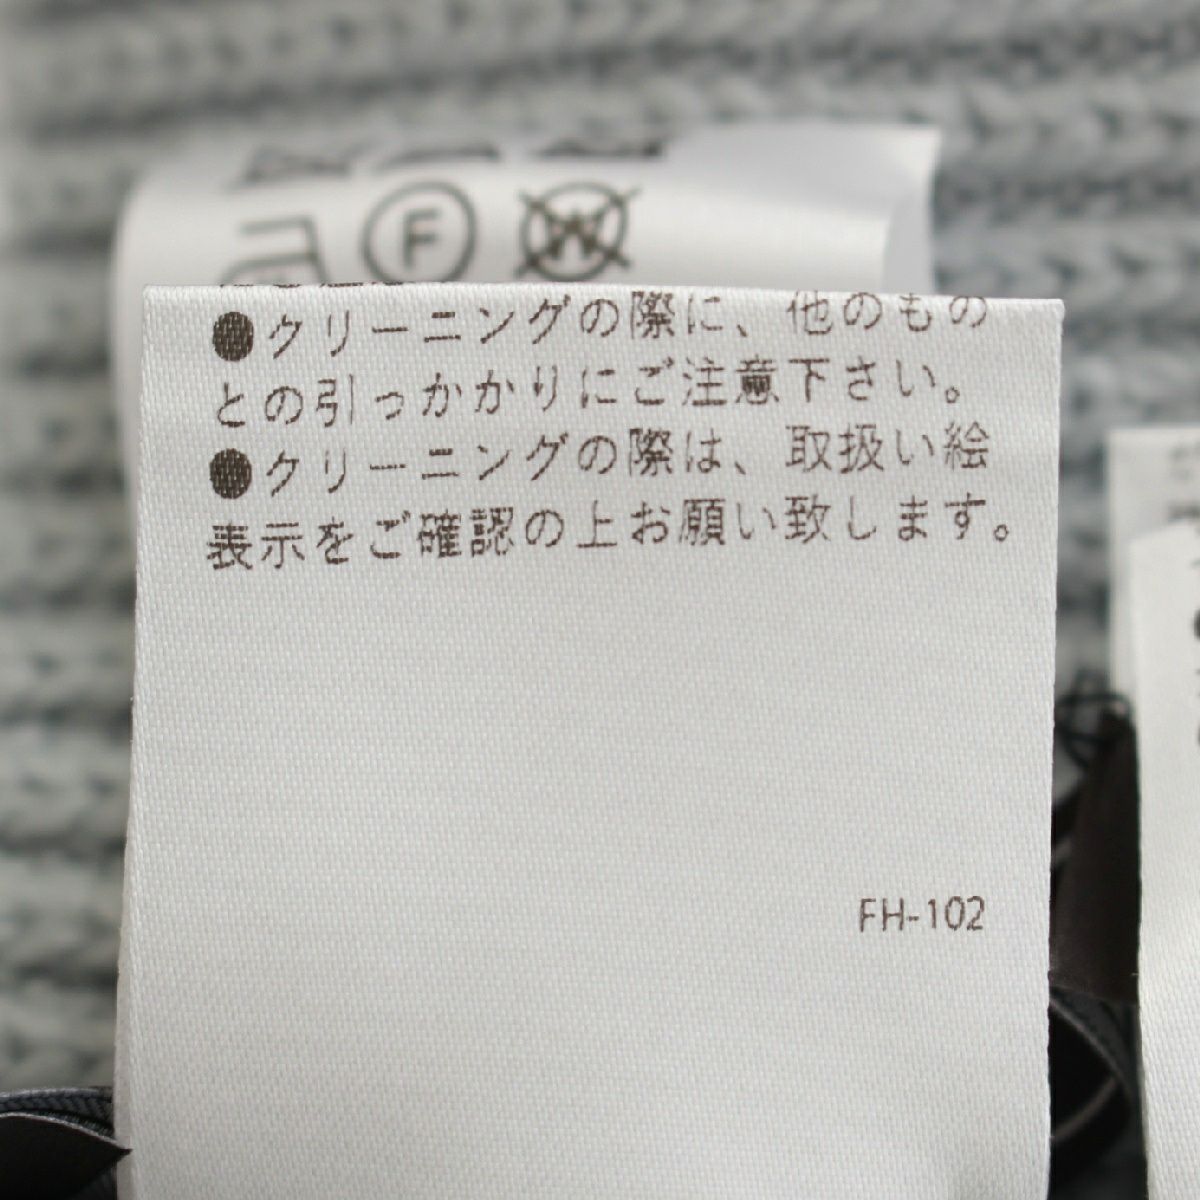 F
W
●クリーニングの際に、他のもの
との引っかかりにご注意下さい。
●クリーニングの際は、取扱い絵
表示をご確認の上お願い致します。
FH-102